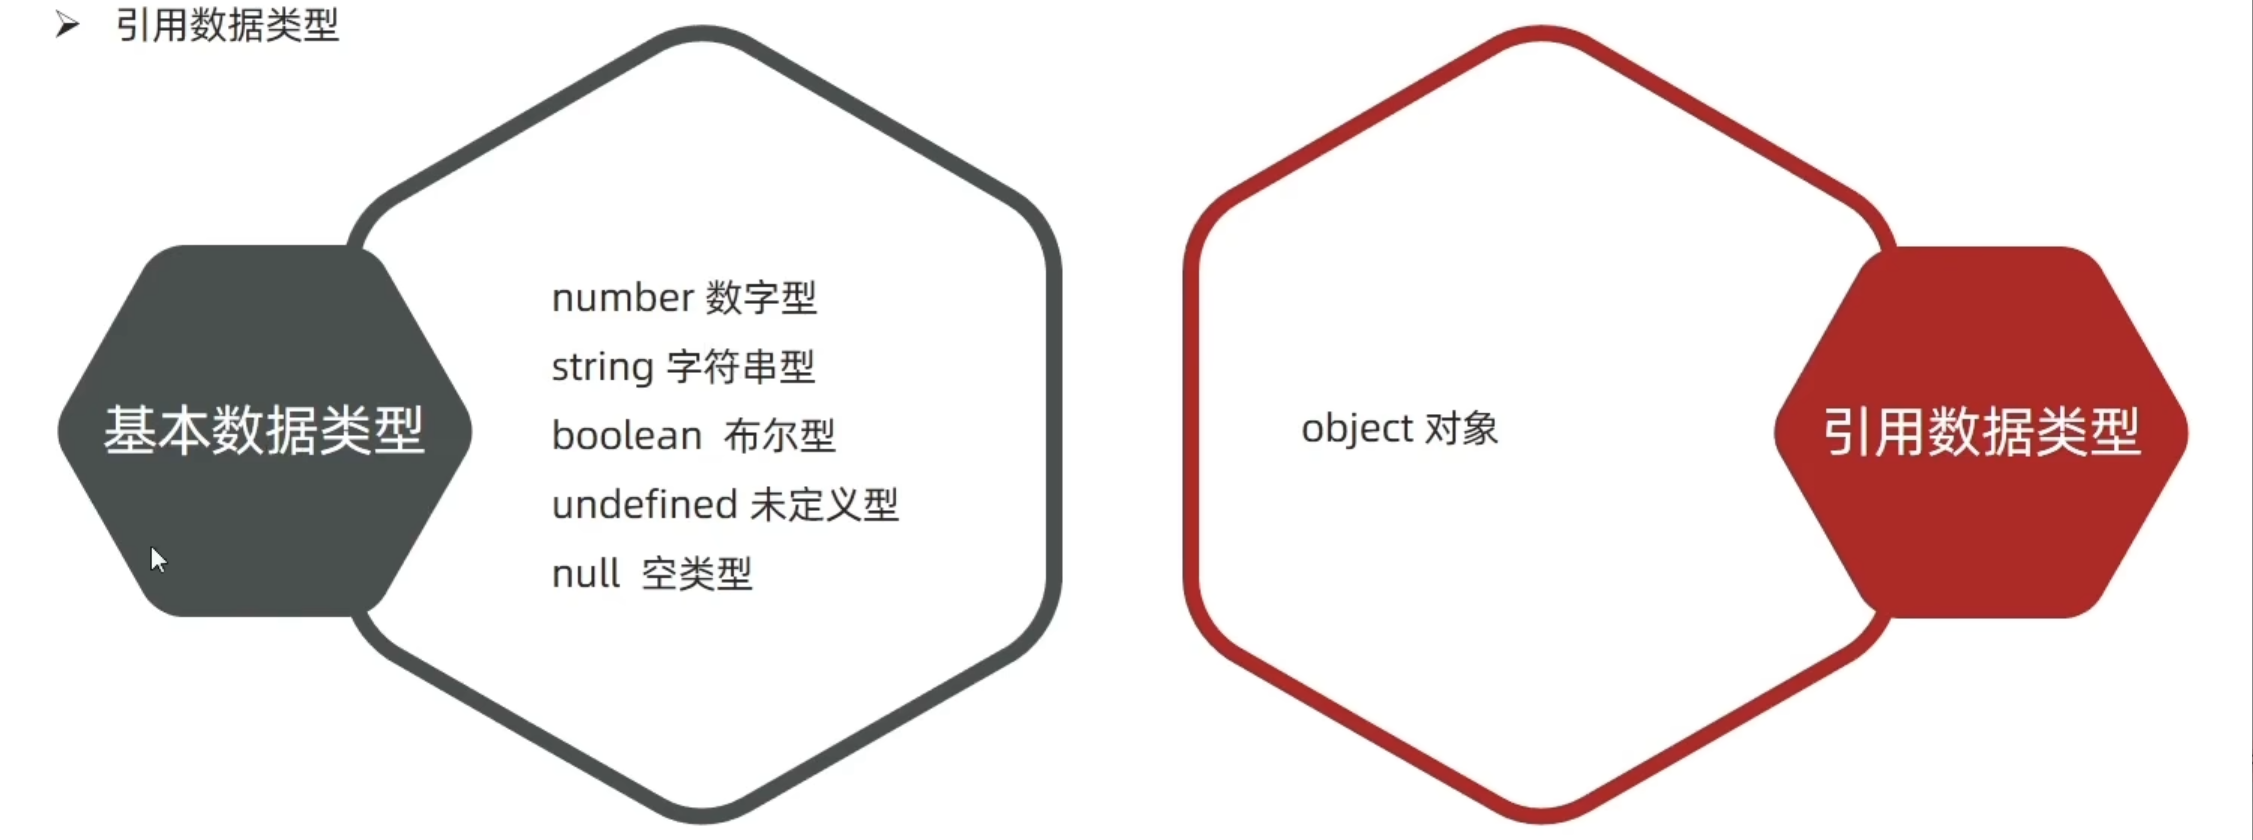 ➢ 引用数据类型
基本数据类型
number 数字型
string 字符串型
boolean 布尔型
undefined 未定义型
null 空类型
object 对象
引用数据类型